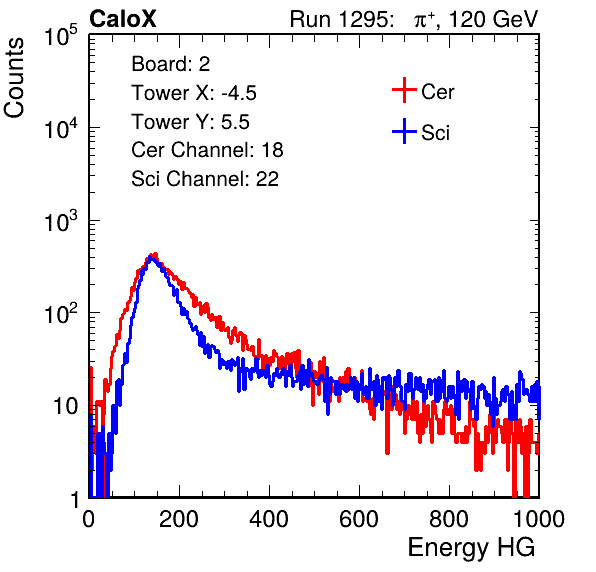 CaloX Run 1295: π⁺, 120 GeV
Board: 2
Tower X: -4.5
Tower Y: 5.5
Cer Channel: 18
Sci Channel: 22
Cer
Sci
Counts
10⁵
10⁴
10³
10²
10
1
0 200 400 600 800 1000
Energy HG